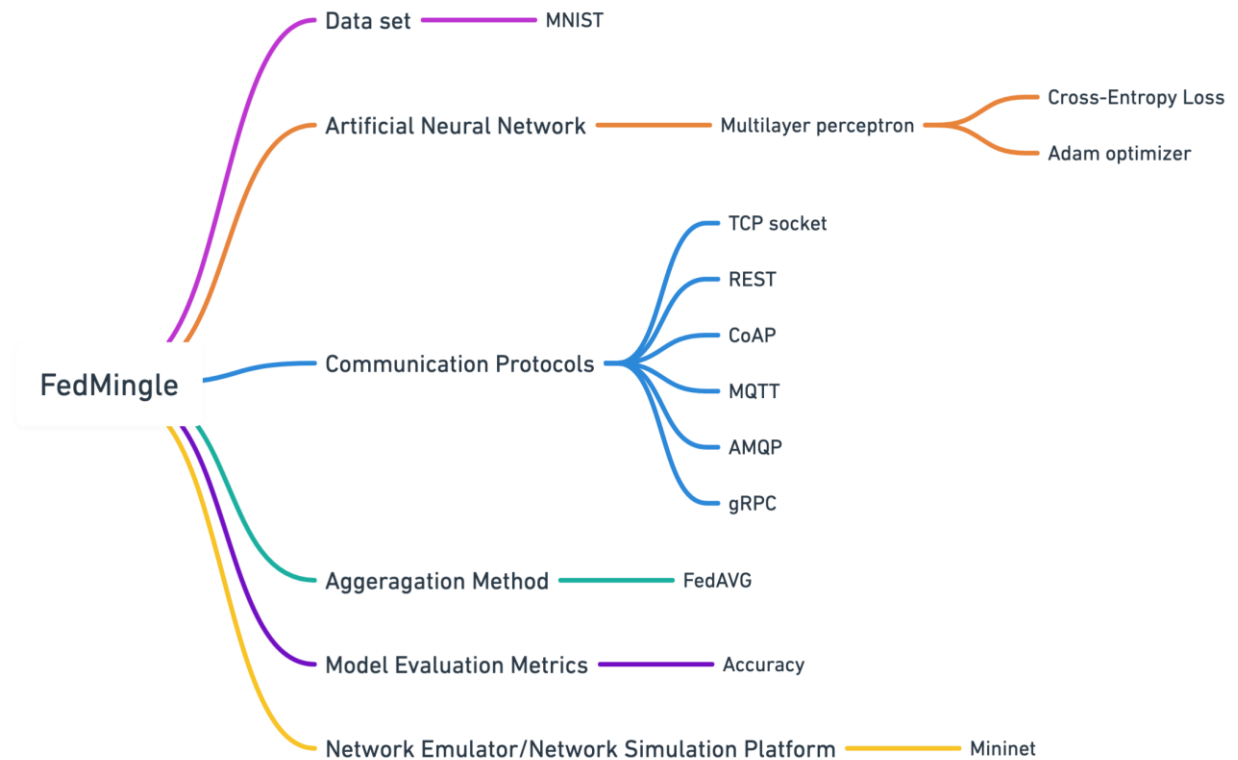 Data set
MNIST
Artificial Neural Network
Multilayer perceptron
Cross-Entropy Loss
Adam optimizer
FedMingle
Communication Protocols
TCP socket
REST
CoAP
MQTT
AMQP
gRPC
Aggeragation Method
FedAVG
Model Evaluation Metrics
Accuracy
Network Emulator/Network Simulation Platform
Mininet